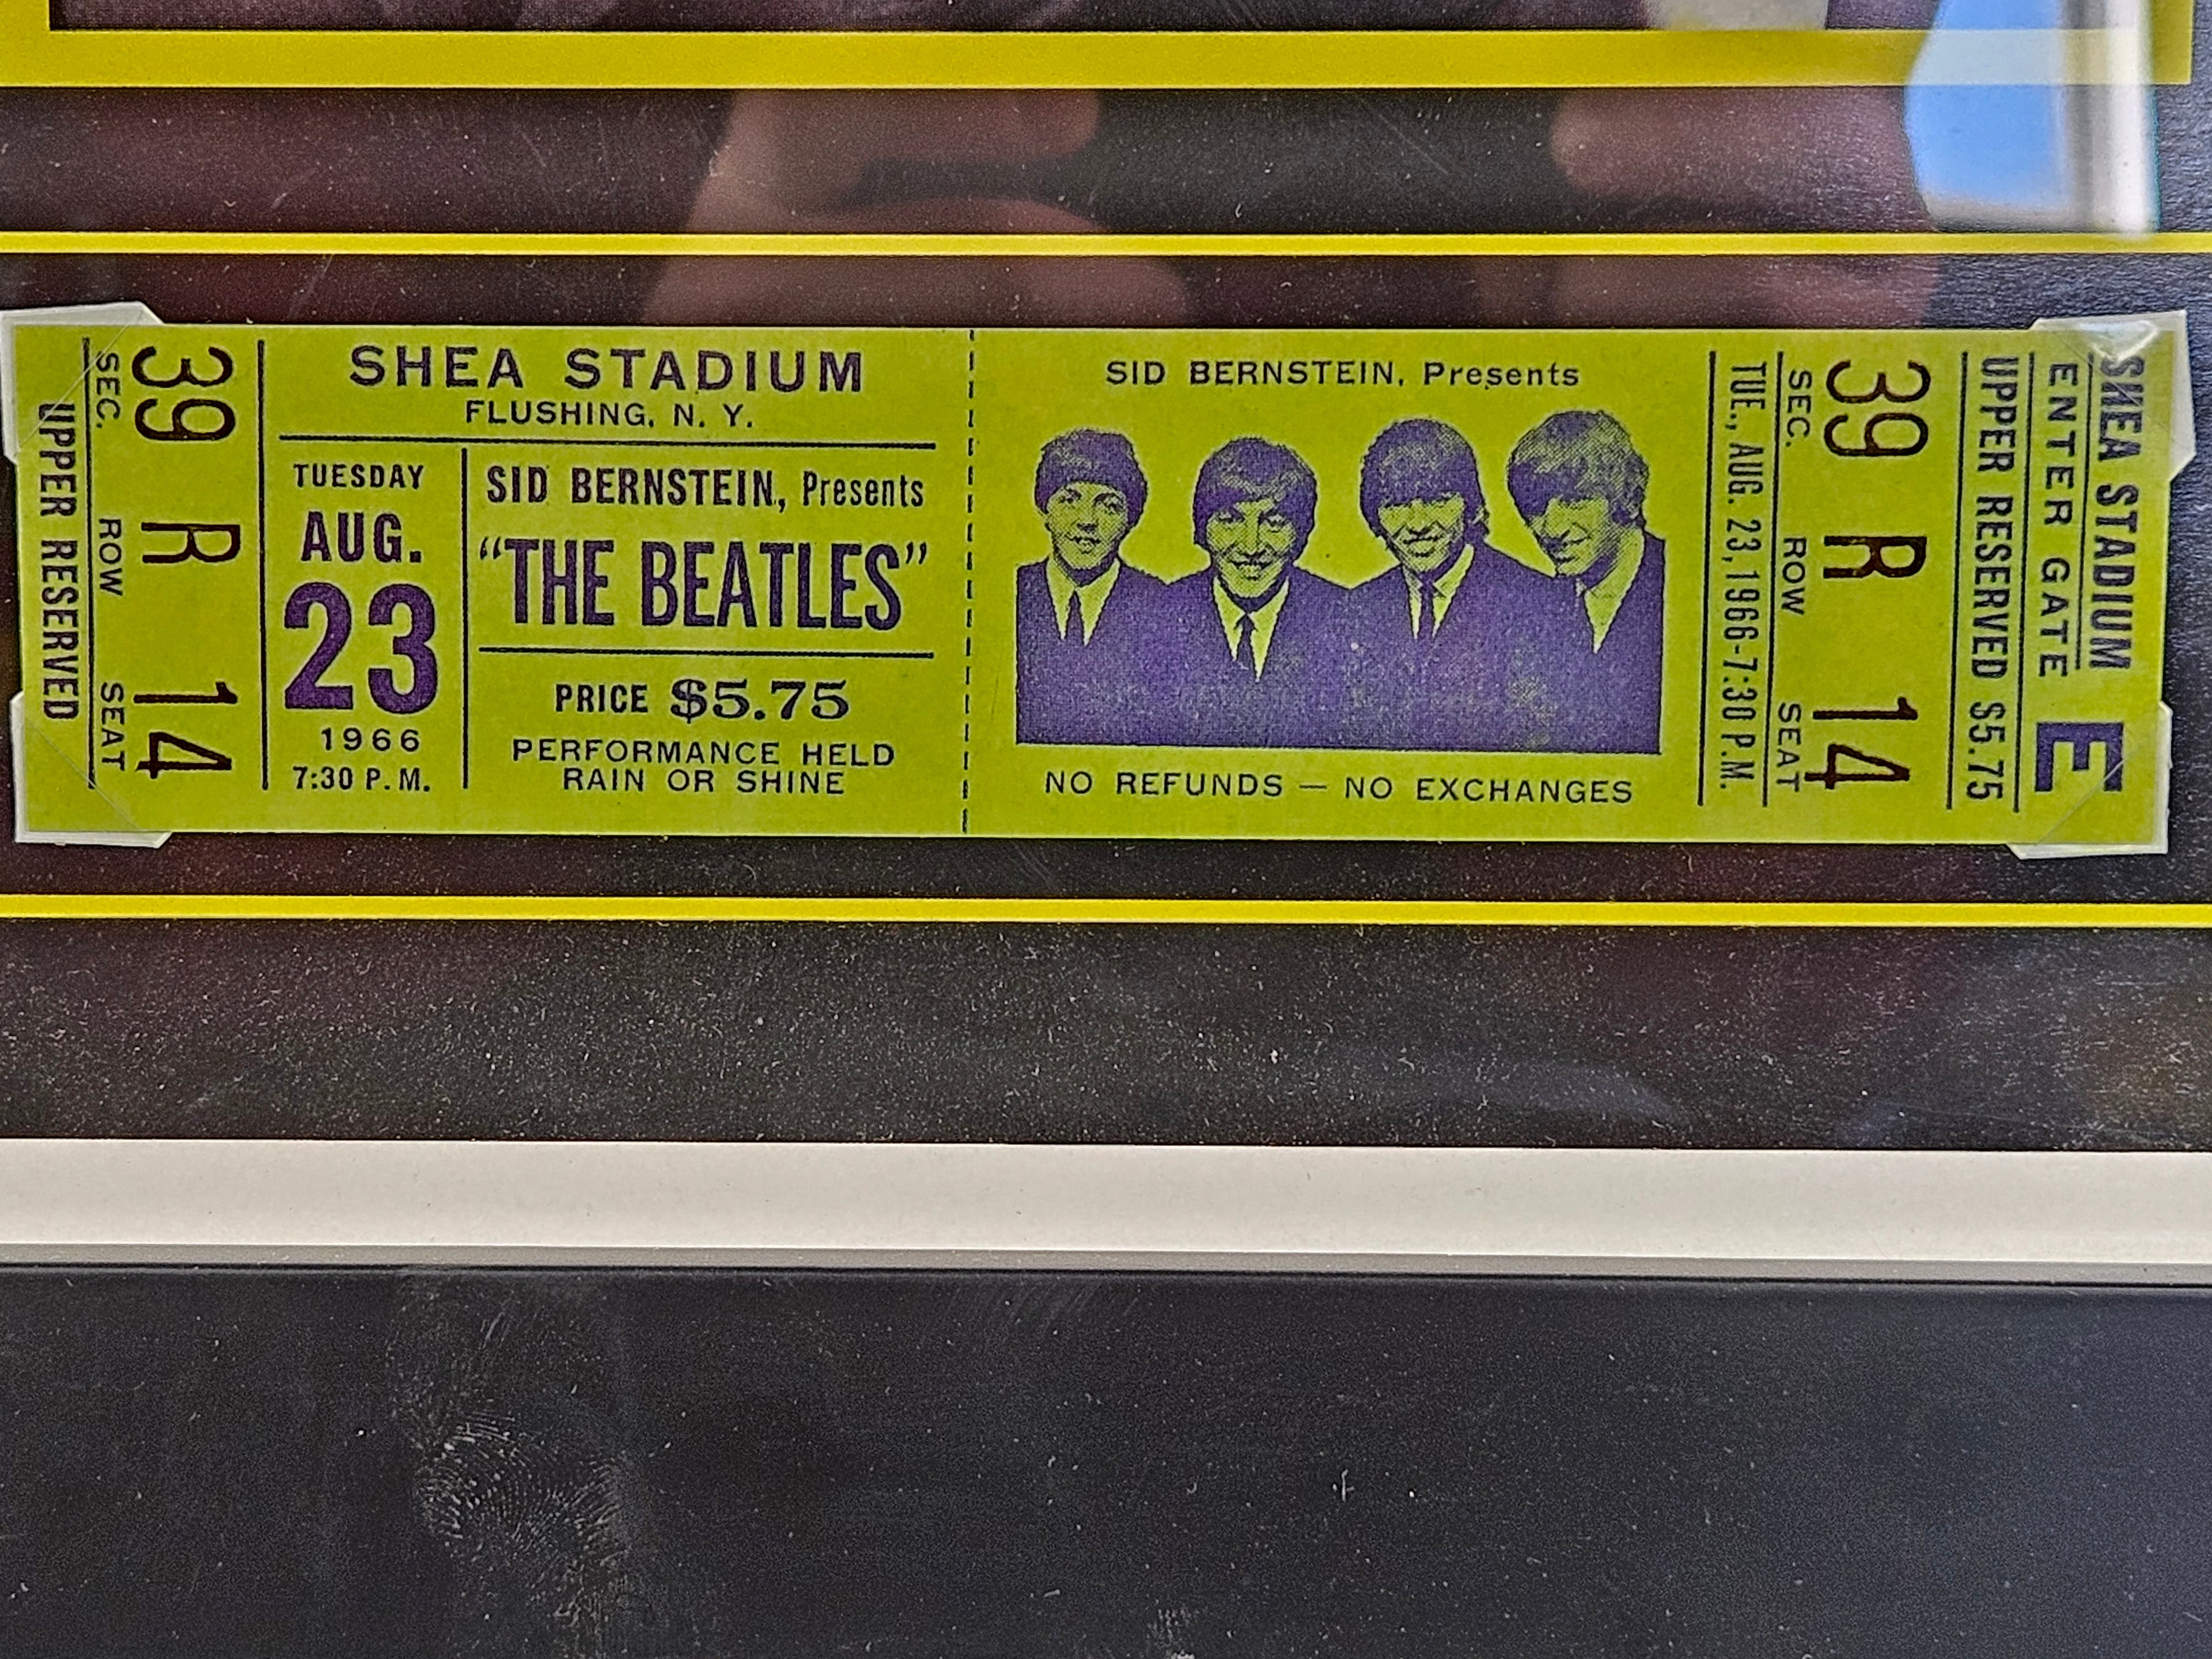 UPPER RESERVED
SEC. ROW SEAT
39 R 14
SHEA STADIUM
FLUSHING, N. Y.
TUESDAY
AUG.
23
1966
7:30 P. M.
SID BERNSTEIN, Presents
"THE BEATLES"
PRICE $5.75
PERFORMANCE HELD
RAIN OR SHINE
SID BERNSTEIN, Presents
NO REFUNDS — NO EXCHANGES
SHEA STADIUM
ENTER GATE E
UPPER RESERVED $5.75
39 R 14
SEC. ROW SEAT
TUE., AUG. 23, 1966-7:30 P.M.